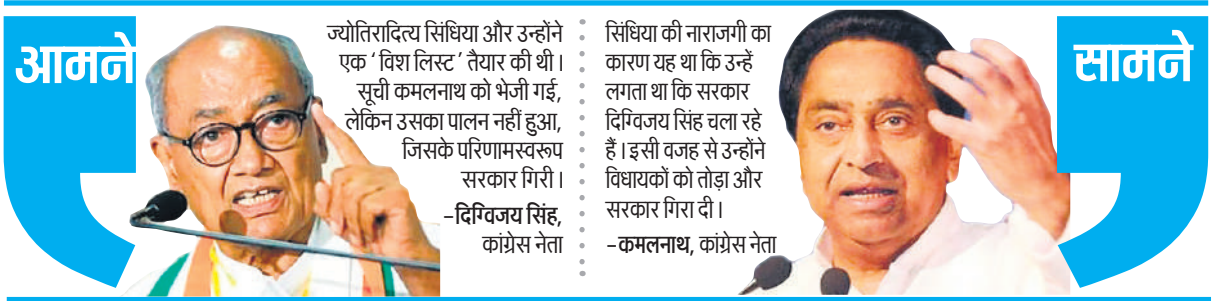 आमने
ज्योतिरादित्य सिंधिया और उन्होंने
एक ‘विश लिस्ट’ तैयार की थी।
सूची कमलनाथ को भेजी गई,
लेकिन उसका पालन नहीं हुआ,
जिसके परिणामस्वरूप
सरकार गिरी।
–दिग्विजय सिंह,
कांग्रेस नेता
सिंधिया की नाराजगी का
कारण यह था कि उन्हें
लगता था कि सरकार
दिग्विजय सिंह चला रहे
हैं। इसी वजह से उन्होंने
विधायकों को तोड़ा और
सरकार गिरा दी।
–कमलनाथ, कांग्रेस नेता
सामने